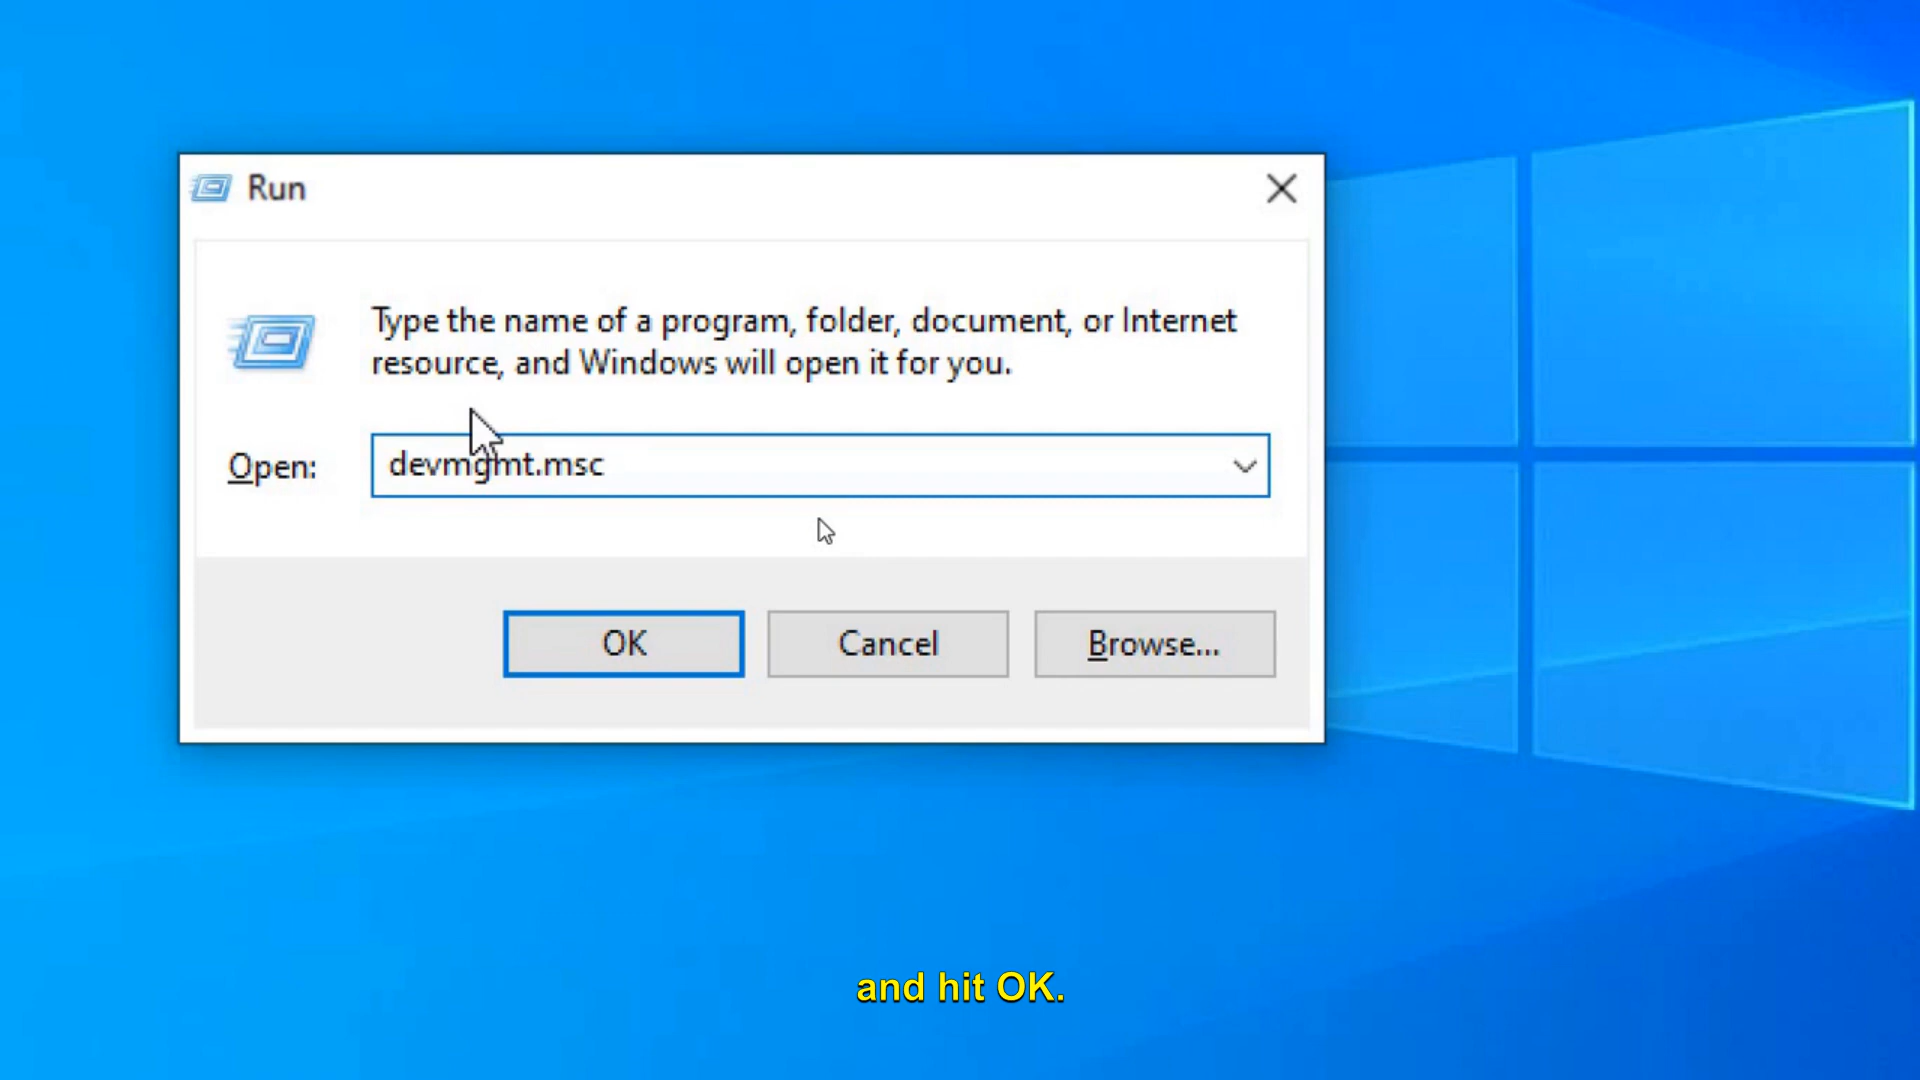 Run
Type the name of a program, folder, document, or Internet
resource, and Windows will open it for you.
Open:
devmgmt.msc
OK
Cancel
Browse...
and hit OK.